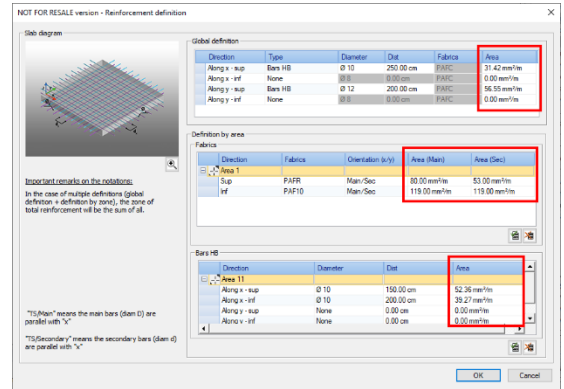 NOT FOR RESALE version - Reinforcement definition
Slab diagram
Important remarks on the notations:
In the case of multiple definitions (global
definition + definition by zone), the zone of
total reinforcement will be the sum of all.
"TS/Main" means the main bars (diam D) are
parallel with "x"
"TS/Secondary" means the secondary bars (diam d)
are parallel with "x"
Global definition
Direction Type Diameter Dist Fabrics Area
Along x - sup Bars HB Ø 10 250.00 cm PAFC 31.42 mm²/m
Along x - inf None Ø 8 0.00 cm PAFC 0.00 mm²/m
Along y - sup Bars HB Ø 12 200.00 cm PAFC 56.55 mm²/m
Along y - inf None Ø 8 0.00 cm PAFC 0.00 mm²/m
Definition by area
Fabrics
Direction Fabrics Orientation (x/y) Area (Main) Area (Sec)
Area 1
Sup PAFR Main/Sec 80.00 mm²/m 53.00 mm²/m
Inf PAF10 Main/Sec 119.00 mm²/m 119.00 mm²/m
Bars HB
Direction Diameter Dist Area
Area 11
Along x - sup Ø 10 150.00 cm 52.36 mm²/m
Along x - inf Ø 10 200.00 cm 39.27 mm²/m
Along y - sup None 0.00 cm 0.00 mm²/m
Along y - inf None 0.00 cm 0.00 mm²/m
OK Cancel